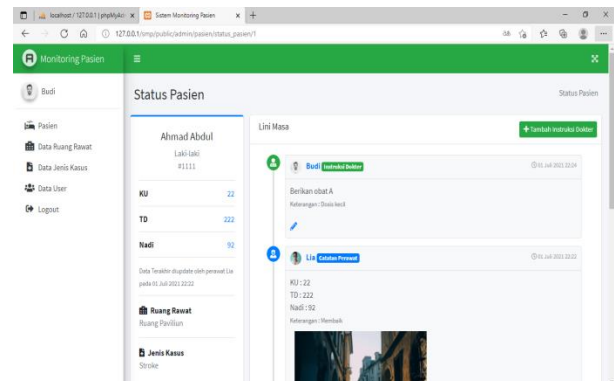 localhost / 127.0.0.1 | phpMyAdm
Sistem Monitoring Pasien
127.0.0.1/smp/public/admin/pasien/status_pasien/1
Monitoring Pasien
Budi
Pasien
Data Ruang Rawat
Data Jenis Kasus
Data User
Logout
Status Pasien
Status Pasien
Ahmad Abdul
Laki-laki
#1111
KU 22
TD 222
Nadi 92
Data Terakhir diupdate oleh perawat Lia
pada 01 Juli 2021 22:22
Ruang Rawat
Ruang Paviliun
Jenis Kasus
Stroke
Lini Masa
Tambah Instruksi Dokter
Budi Instruksi Dokter
01 Juli 2021 22:24
Berikan obat A
Keterangan : Dosis kecil
Lia Catatan Perawat
01 Juli 2021 22:22
KU : 22
TD : 222
Nadi : 92
Keterangan : Membaik